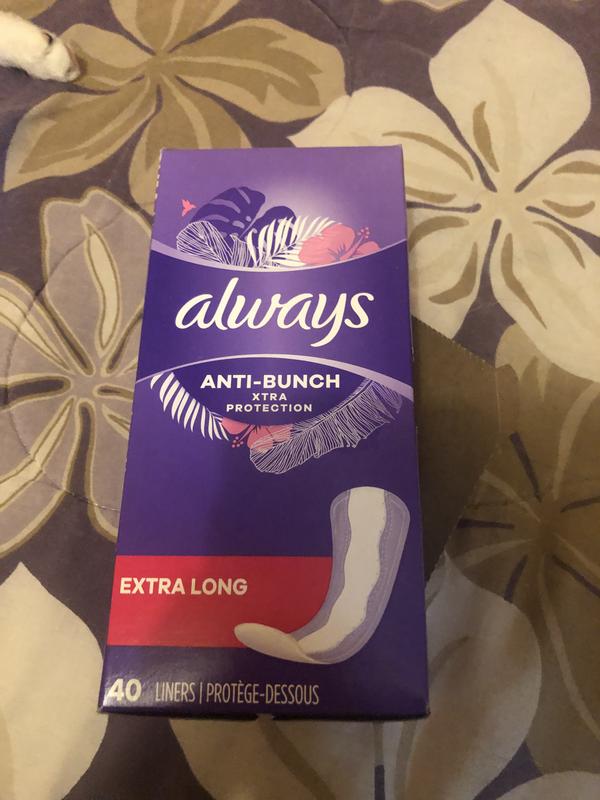 always
ANTI-BUNCH
XTRA
PROTECTION
EXTRA LONG
40 LINERS | PROTÈGE-DESSOUS